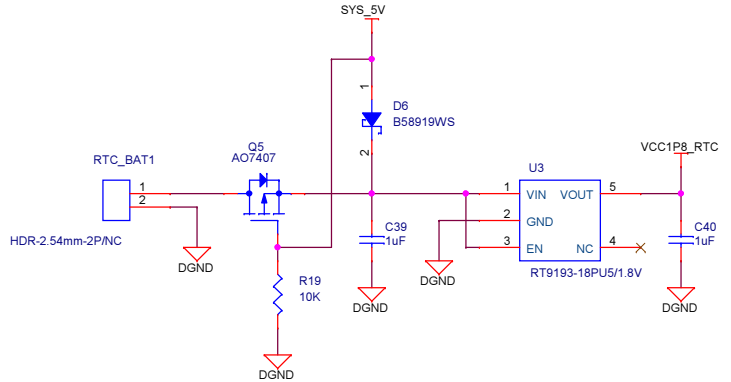 SYS_5V
1
D6
B58919WS
2
Q5
AO7407
RTC_BAT1
1
2
HDR-2.54mm-2P/NC
DGND
R19
10K
DGND
C39
1uF
DGND
DGND
U3
1
VIN
VOUT
5
2
GND
3
EN
NC
4
RT9193-18PU5/1.8V
VCC1P8_RTC
C40
1uF
DGND